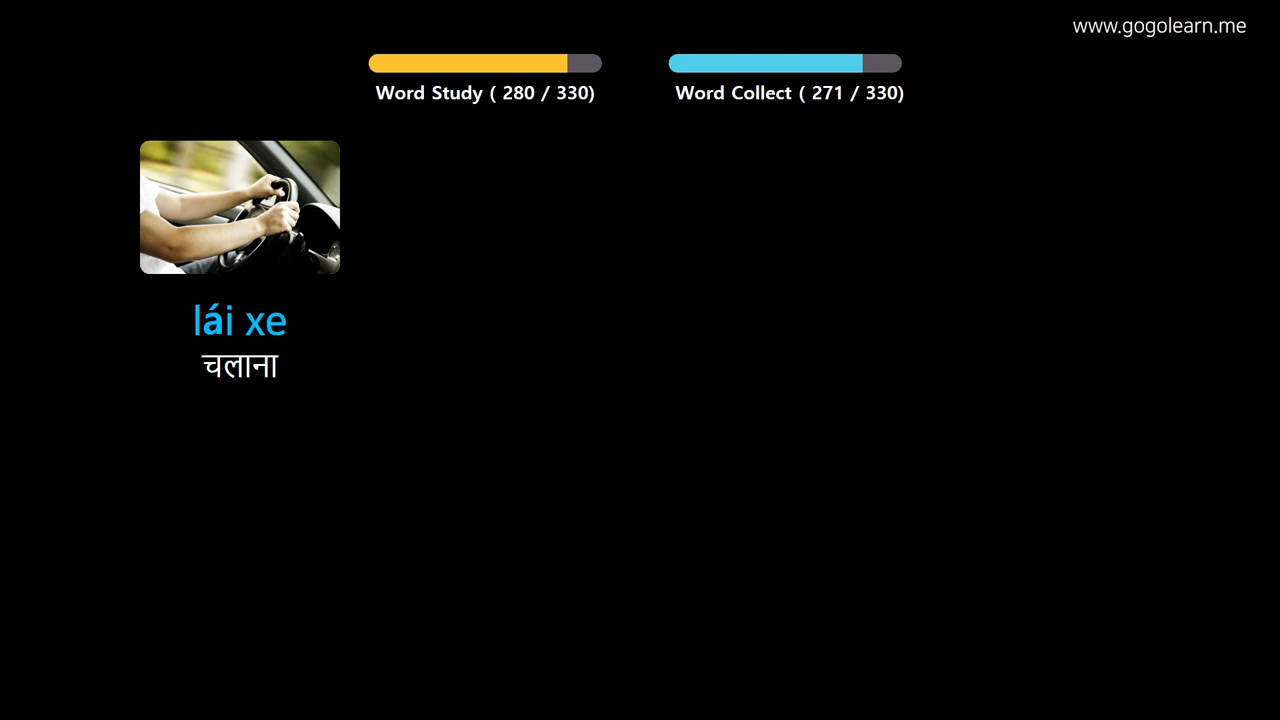 www.gogolearn.me
Word Study ( 280 / 330)
Word Collect ( 271 / 330)
lái xe
चलाना